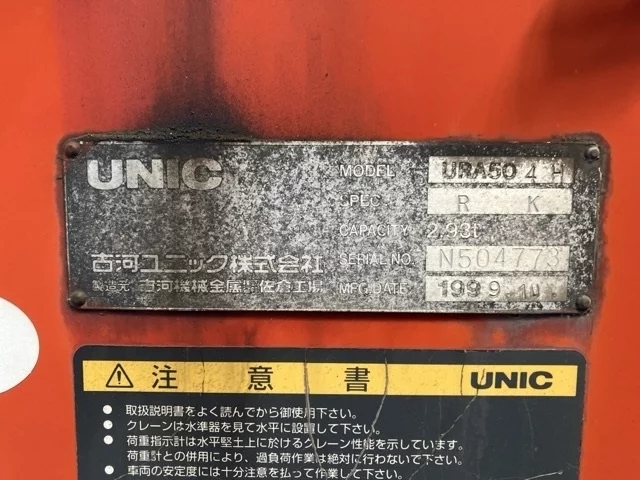 UNIC
MODEL URA50 4 H
SPEC. R K
CAPACITY 2.93t
古河ユニック株式会社
SERIAL NO. N504773
製造元 古河機械金属㈱佐倉工場
MFG.DATE 1999.10
⚠注意書 UNIC
● 取扱説明書をよく読んでから御使用下さい。
● クレーンは水準器を見て水平に設置して下さい。
● 荷重指示計は水平堅土上に於けるクレーン性能を示しています。
荷重計との併用により、過負荷作業は絶対に行わないで下さい。
● 車両の安定度には十分注意を払って作業して下さい。